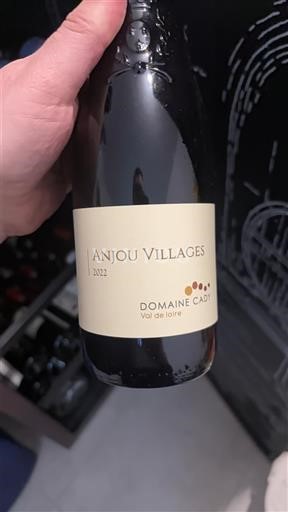 ANJOU VILLAGES
2022
DOMAINE CADY
Val de loire